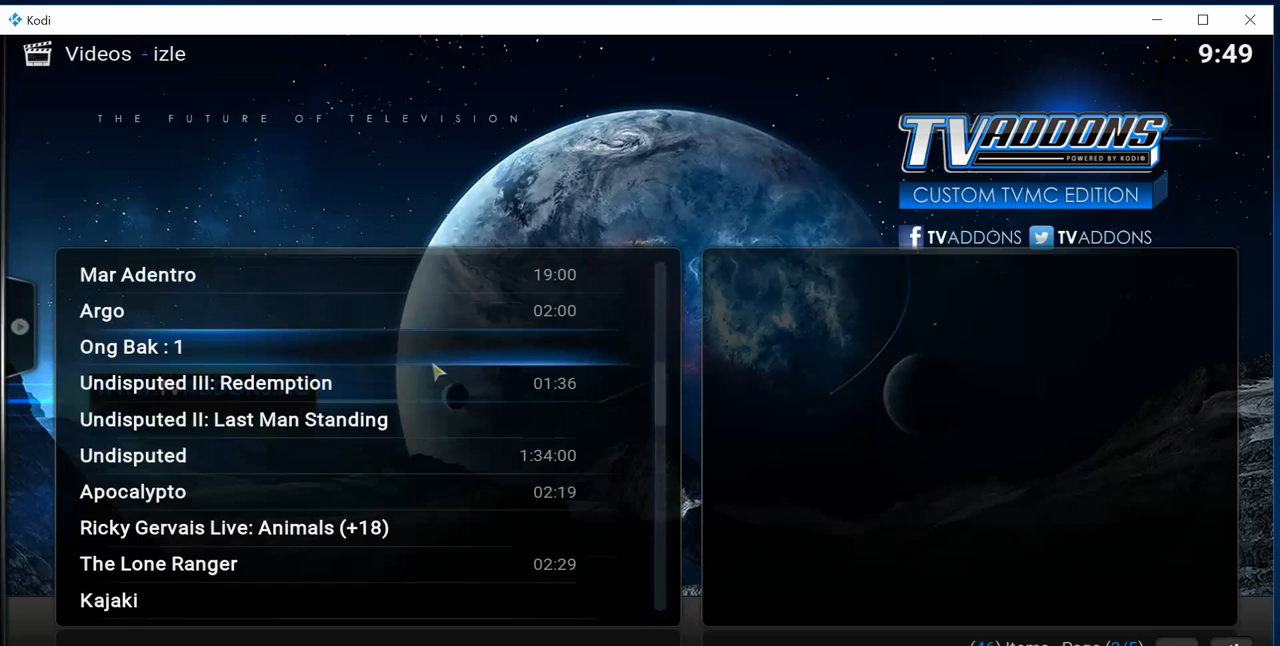 Kodi
Videos - izle
9:49
THE FUTURE OF TELEVISION
TVADDONS
POWERED BY KODI®
CUSTOM TVMC EDITION
f TVADDONS TVADDONS
Mar Adentro 19:00
Argo 02:00
Ong Bak : 1
Undisputed III: Redemption 01:36
Undisputed II: Last Man Standing
Undisputed 1:34:00
Apocalypto 02:19
Ricky Gervais Live: Animals (+18)
The Lone Ranger 02:29
Kajaki